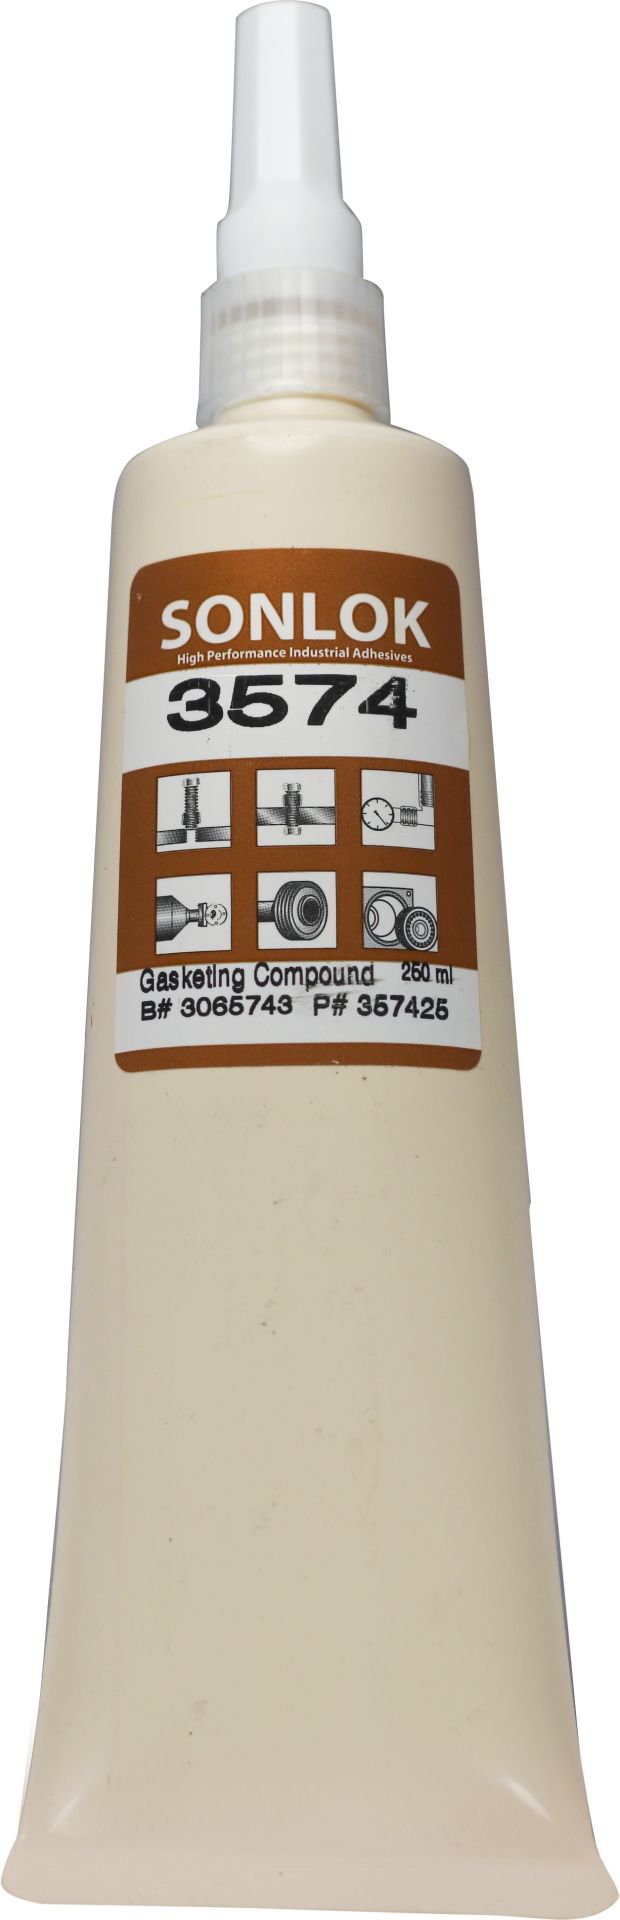 SONLOK
High Performance Industrial Adhesives
3574
Gasketing Compound 250 ml
B# 3065743 P# 357425